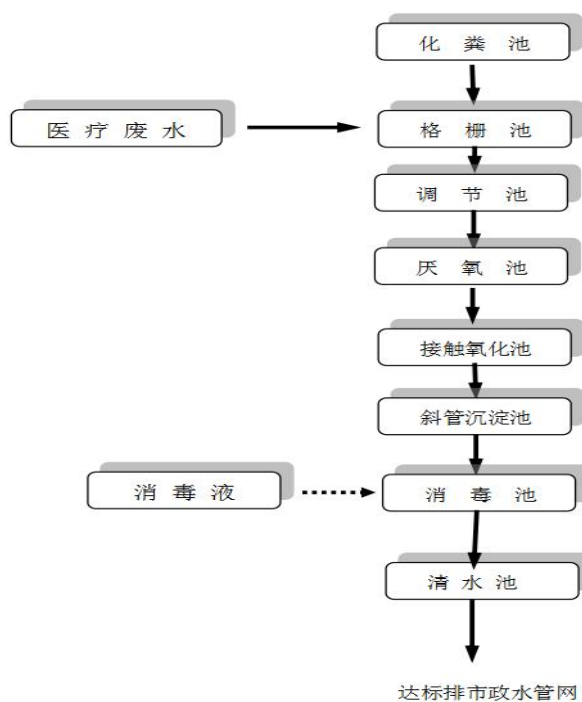 化粪池
医疗废水
格栅池
调节池
厌氧池
接触氧化池
斜管沉淀池
消毒液
消毒池
清水池
达标排市政水管网